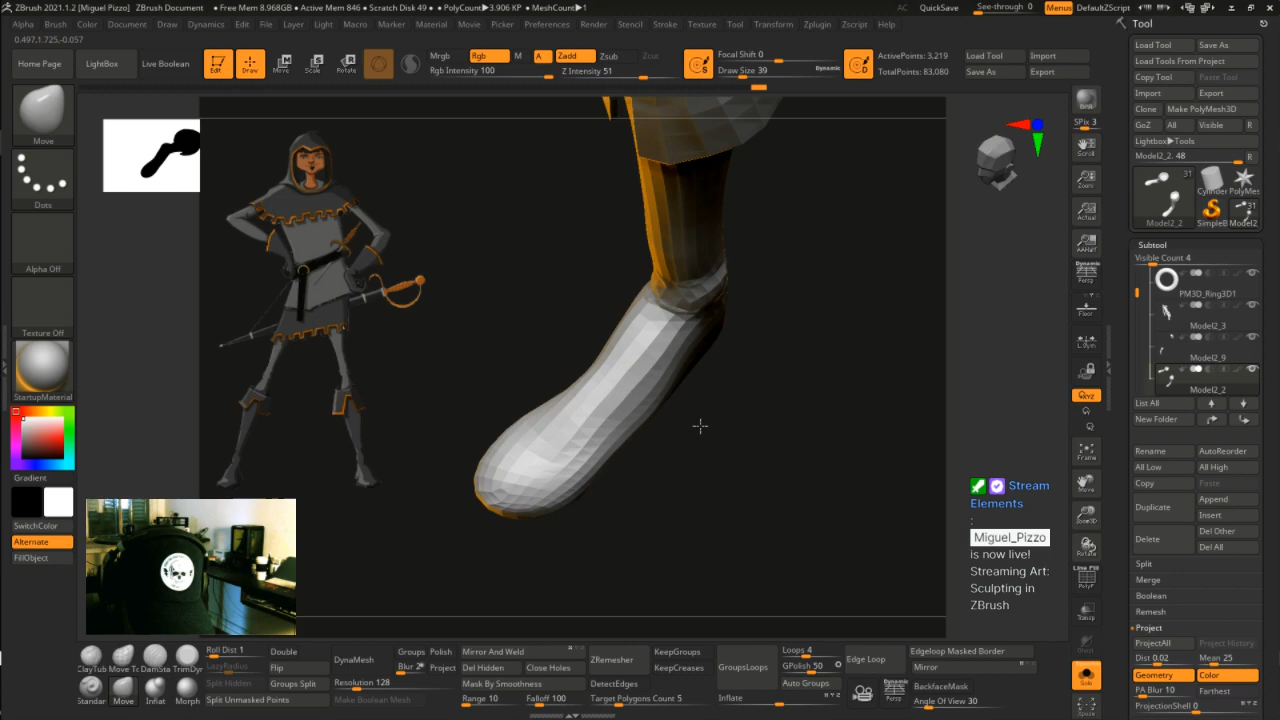 ZBrush 2021.1.2 [Miguel Pizzo] ZBrush Document • Free Mem 8.968GB • Active Mem 846 • Scratch Disk 49 • PolyCount▶3.906 KP • MeshCount▶1
AC QuickSave See-through 0 Menus DefaultZScript
Alpha Brush Color Document Draw Dynamics Edit File Layer Light Macro Marker Material Movie Picker Preferences Render Stencil Stroke Texture Tool Transform Zplugin Zscript Help
0.497,1.725,-0.057
Home Page LightBox Live Boolean
Edit Draw Move Scale Rotate
Mrgb Rgb M A Zadd Zsub Zcut
Rgb Intensity 100 Z Intensity 51
Focal Shift 0
Draw Size 39 Dynamic
ActivePoints: 3,219
TotalPoints: 83,080
Load Tool Import
Save As Export
Move
Dots
Alpha Off
Texture Off
StartupMaterial
Gradient
SwitchColor
Alternate
FillObject
Stream
Elements
:
Miguel_Pizzo
is now live!
Streaming Art:
Sculpting in
ZBrush
BPR
SPix 3
Scroll
Zoom
Actual
AAHalf
Dynamic
Persp
Floor
L.Sym
XYZ
Frame
Move
Zoom3D
Rotate
Line Fill
PolyF
Transp
Ghost
Dynamic
Solo
Xpose
Tool
Load Tool Save As
Load Tools From Project
Copy Tool Paste Tool
Import Export
Clone Make PolyMesh3D
GoZ All Visible R
Lightbox▶Tools
Model2_2. 48 R
31
Cylinder PolyMes
31
Model2_2 SimpleB Model2
Subtool
Visible Count 4
PM3D_Ring3D1
Model2_3
Model2_9
Model2_2
List All
New Folder
Rename AutoReorder
All Low All High
Copy Paste
Duplicate Append
Insert
Delete Del Other
Del All
Split
Merge
Boolean
Remesh
Project
ProjectAll Project History
Dist 0.02 Mean 25
Geometry Color
PA Blur 10 Farthest
ProjectionShell 0
ClayTub Move To DamSta TrimDyn
Standar Move Inflat Morph
Roll Dist 1
LazyRadius
Split Hidden
Split Unmasked Points
Double
Flip
Groups Split
DynaMesh
Resolution 128
Groups Polish
Blur 2 Project
Make Boolean Mesh
Mirror And Weld
Del Hidden Close Holes
Mask By Smoothness
Range 10 Falloff 100
ZRemesher
DetectEdges
Target Polygons Count 5
KeepGroups
KeepCreases
GroupsLoops
Inflate
Loops 4
GPolish 50
Auto Groups
Edge Loop
Persp
Edgeloop Masked Border
Mirror
BackfaceMask
Angle Of View 30